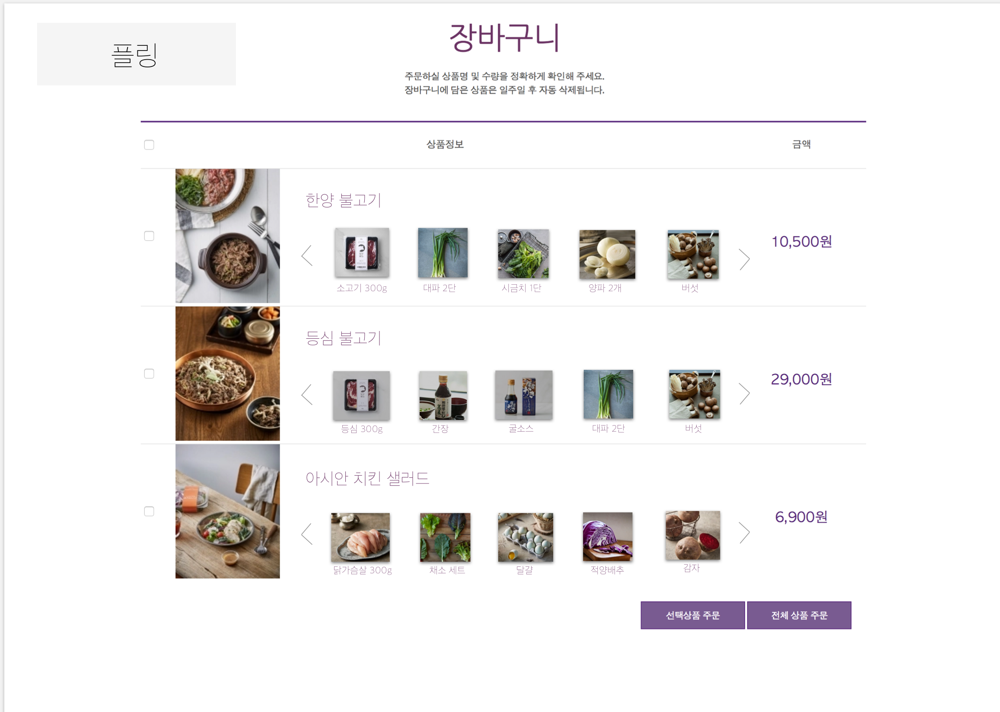 플링
장바구니
주문하실 상품명 및 수량을 정확하게 확인해 주세요.
장바구니에 담은 상품은 일주일 후 자동 삭제됩니다.
상품정보 금액
한양 불고기
10,500원
소고기 300g 대파 2단 시금치 1단 양파 2개 버섯
등심 불고기
29,000원
등심 300g 간장 굴소스 대파 2단 버섯
아시안 치킨 샐러드
6,900원
닭가슴살 300g 채소 세트 달걀 적양배추 감자
선택상품 주문 전체 상품 주문